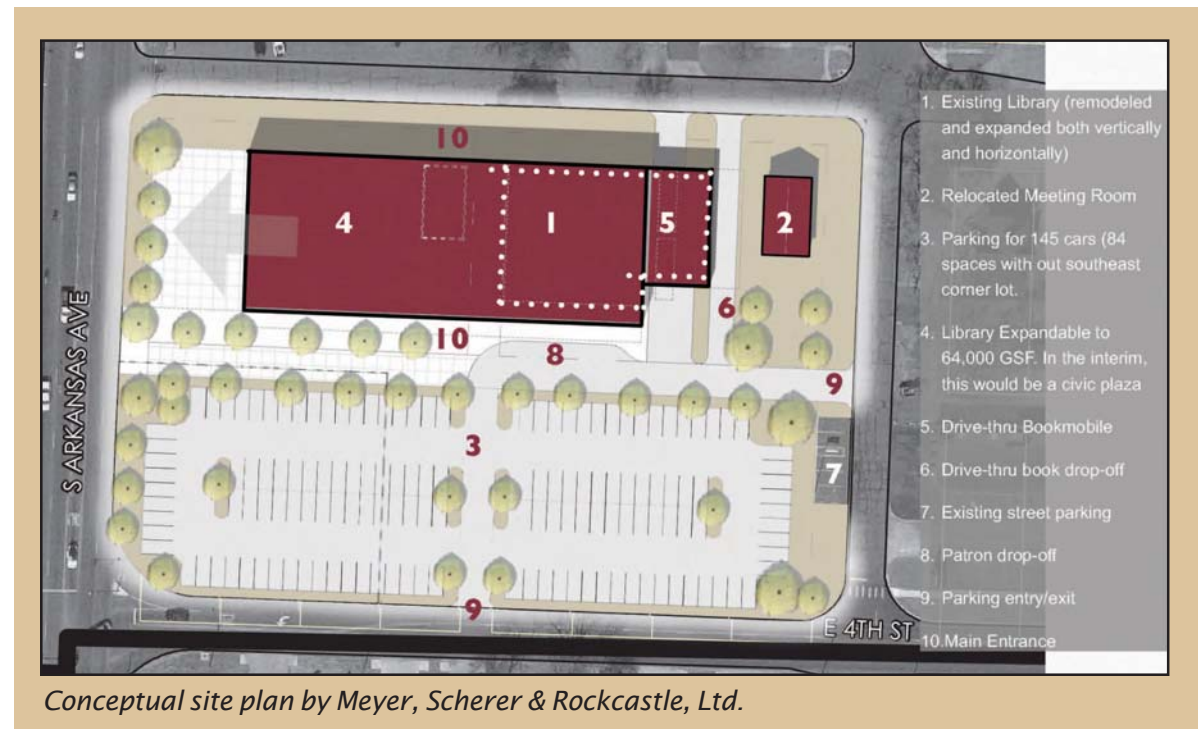 10
4
1
5
2
6
10
8
9
3
7
9
S ARKANSAS AVE
E 4TH ST
1. Existing Library (remodeled
and expanded both vertically
and horizontally)
2. Relocated Meeting Room
3. Parking for 145 cars (84
spaces with out southeast
corner lot.
4. Library Expandable to
64,000 GSF. In the interim,
this would be a civic plaza
5. Drive-thru Bookmobile
6. Drive-thru book drop-off
7. Existing street parking
8. Patron drop-off
9. Parking entry/exit
10.Main Entrance
Conceptual site plan by Meyer, Scherer & Rockcastle, Ltd.